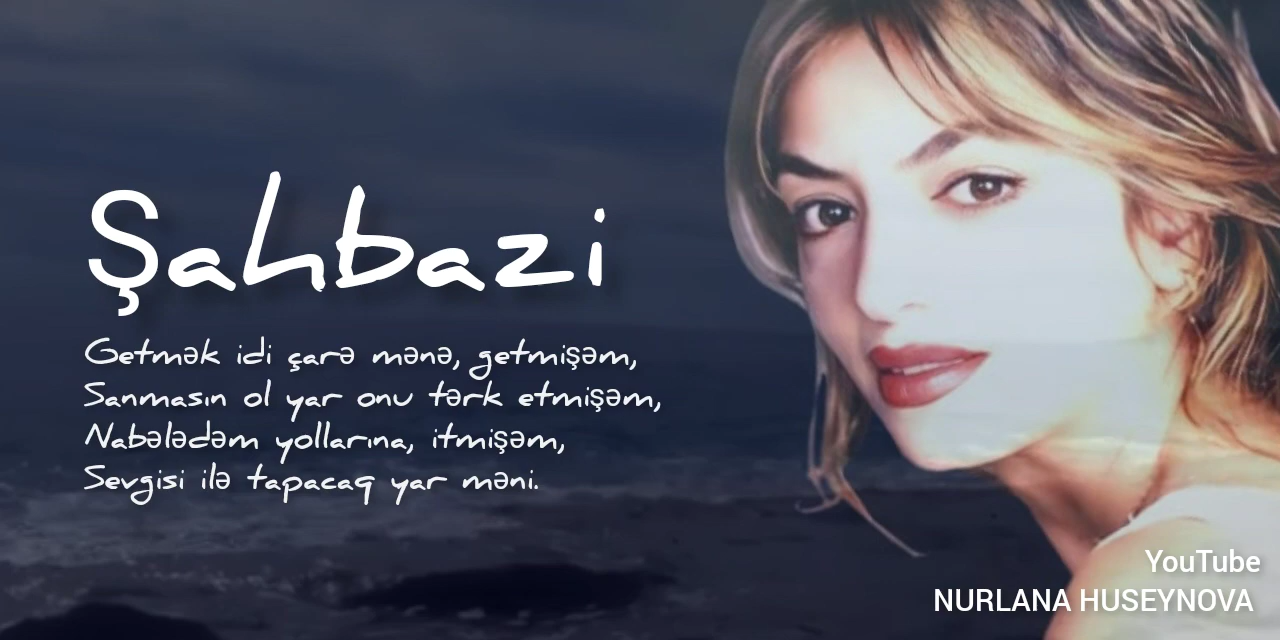 Şahbazi
Getmək idi çarə mənə, getmişəm,
Sanmasın ol yar onu tərk etmişəm,
Nabələdəm yollarına, itmişəm,
Sevgisi ilə tapacaq yar məni.
YouTube
NURLANA HUSEYNOVA